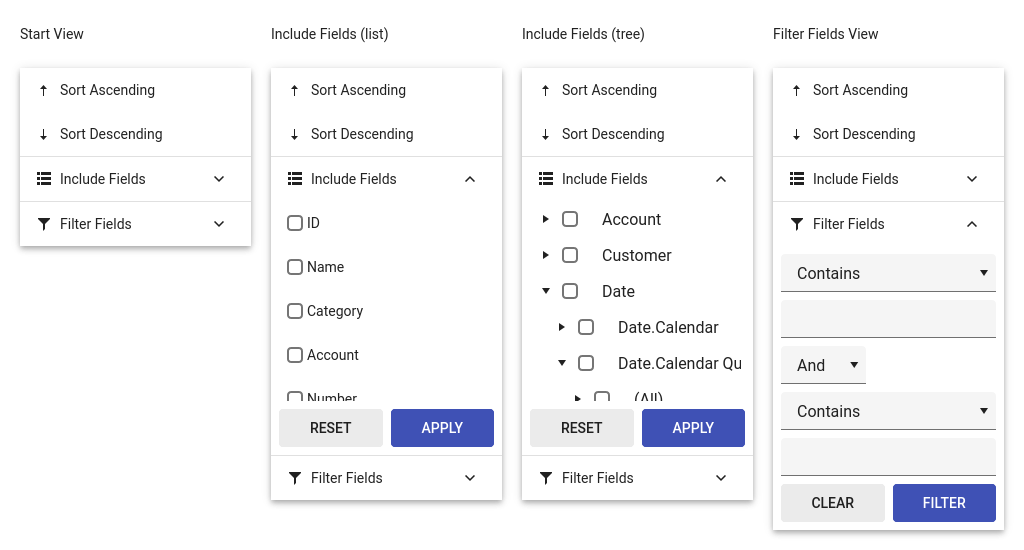 Start View
Sort Ascending
Sort Descending
Include Fields
Filter Fields
Include Fields (list)
Sort Ascending
Sort Descending
Include Fields
ID
Name
Category
Account
Number
RESET
APPLY
Filter Fields
Include Fields (tree)
Sort Ascending
Sort Descending
Include Fields
Account
Customer
Date
Date.Calendar
Date.Calendar Qu
(All)
RESET
APPLY
Filter Fields
Filter Fields View
Sort Ascending
Sort Descending
Include Fields
Filter Fields
Contains
And
Contains
CLEAR
FILTER